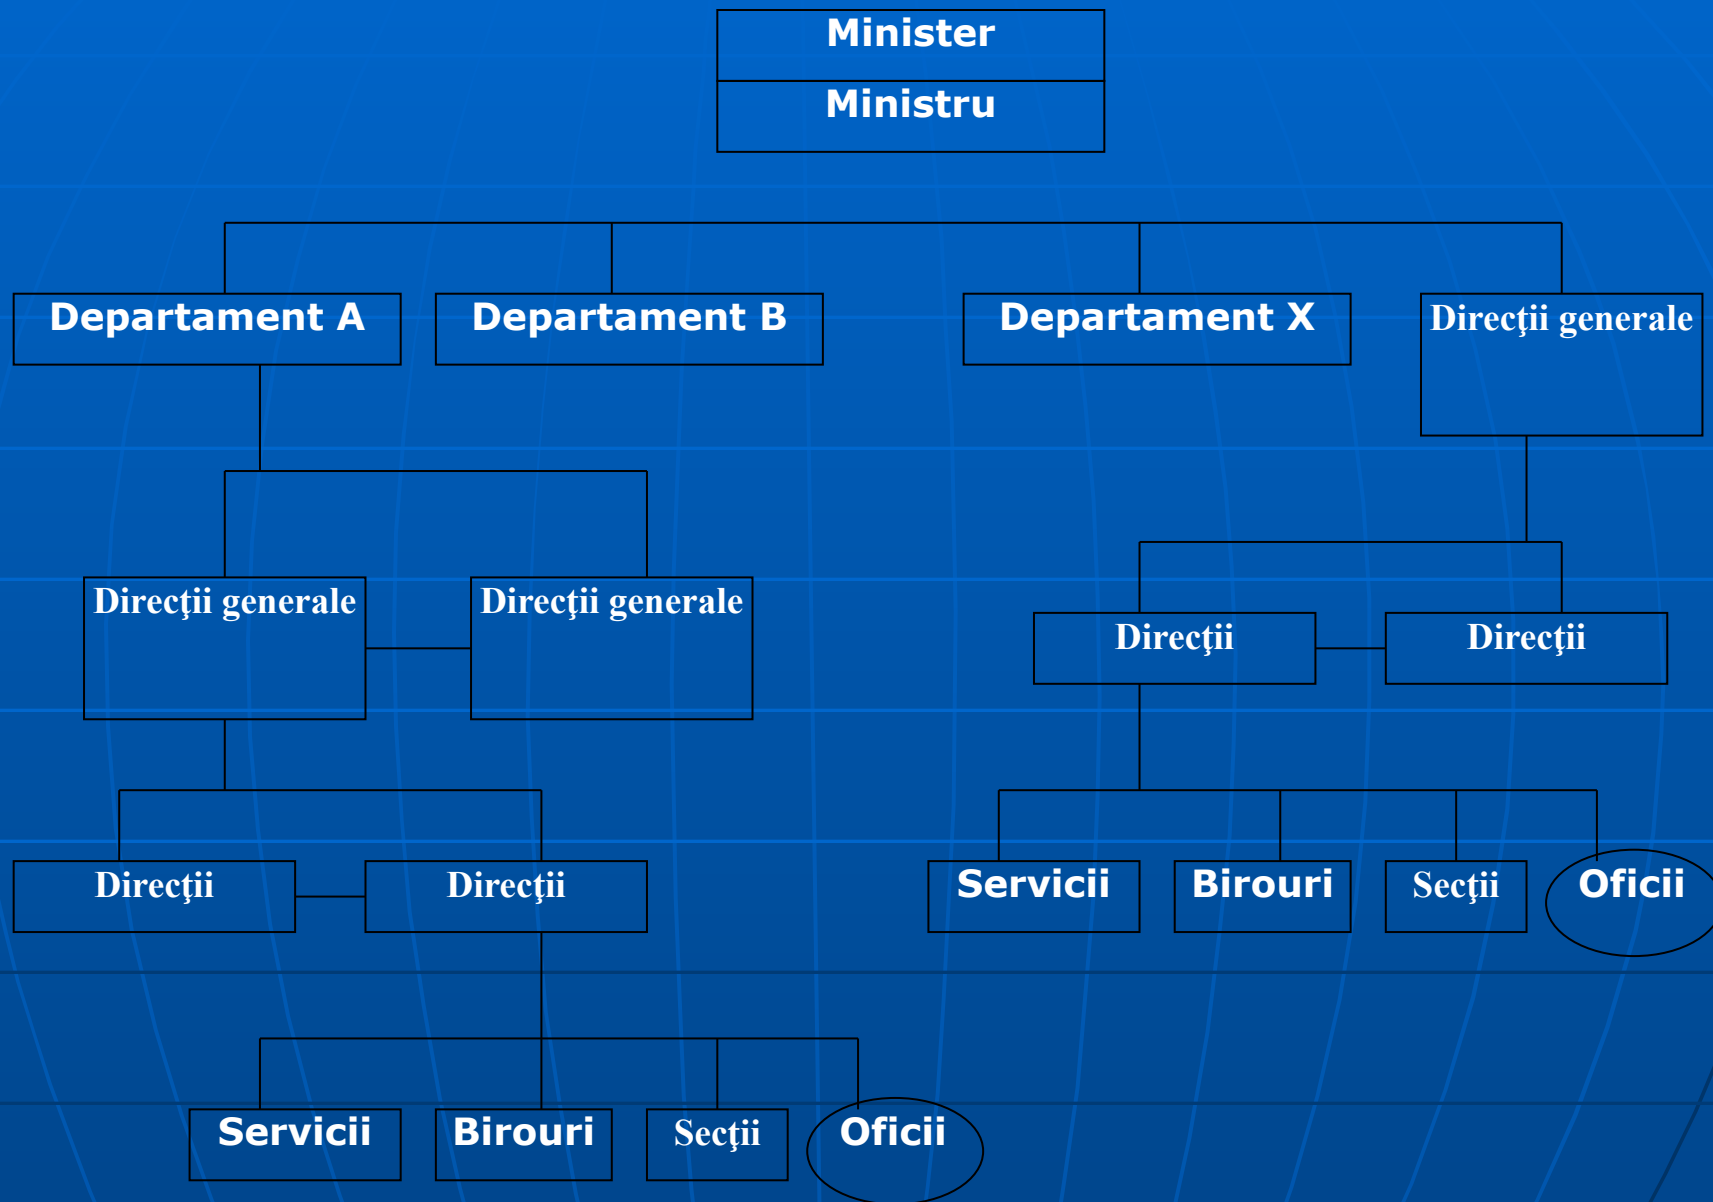 Minister
Ministru
Departament A
Departament B
Departament X
Direcţii generale
Direcţii generale
Direcţii generale
Direcţii
Direcţii
Direcţii
Direcţii
Servicii
Birouri
Secţii
Oficii
Servicii
Birouri
Secţii
Oficii